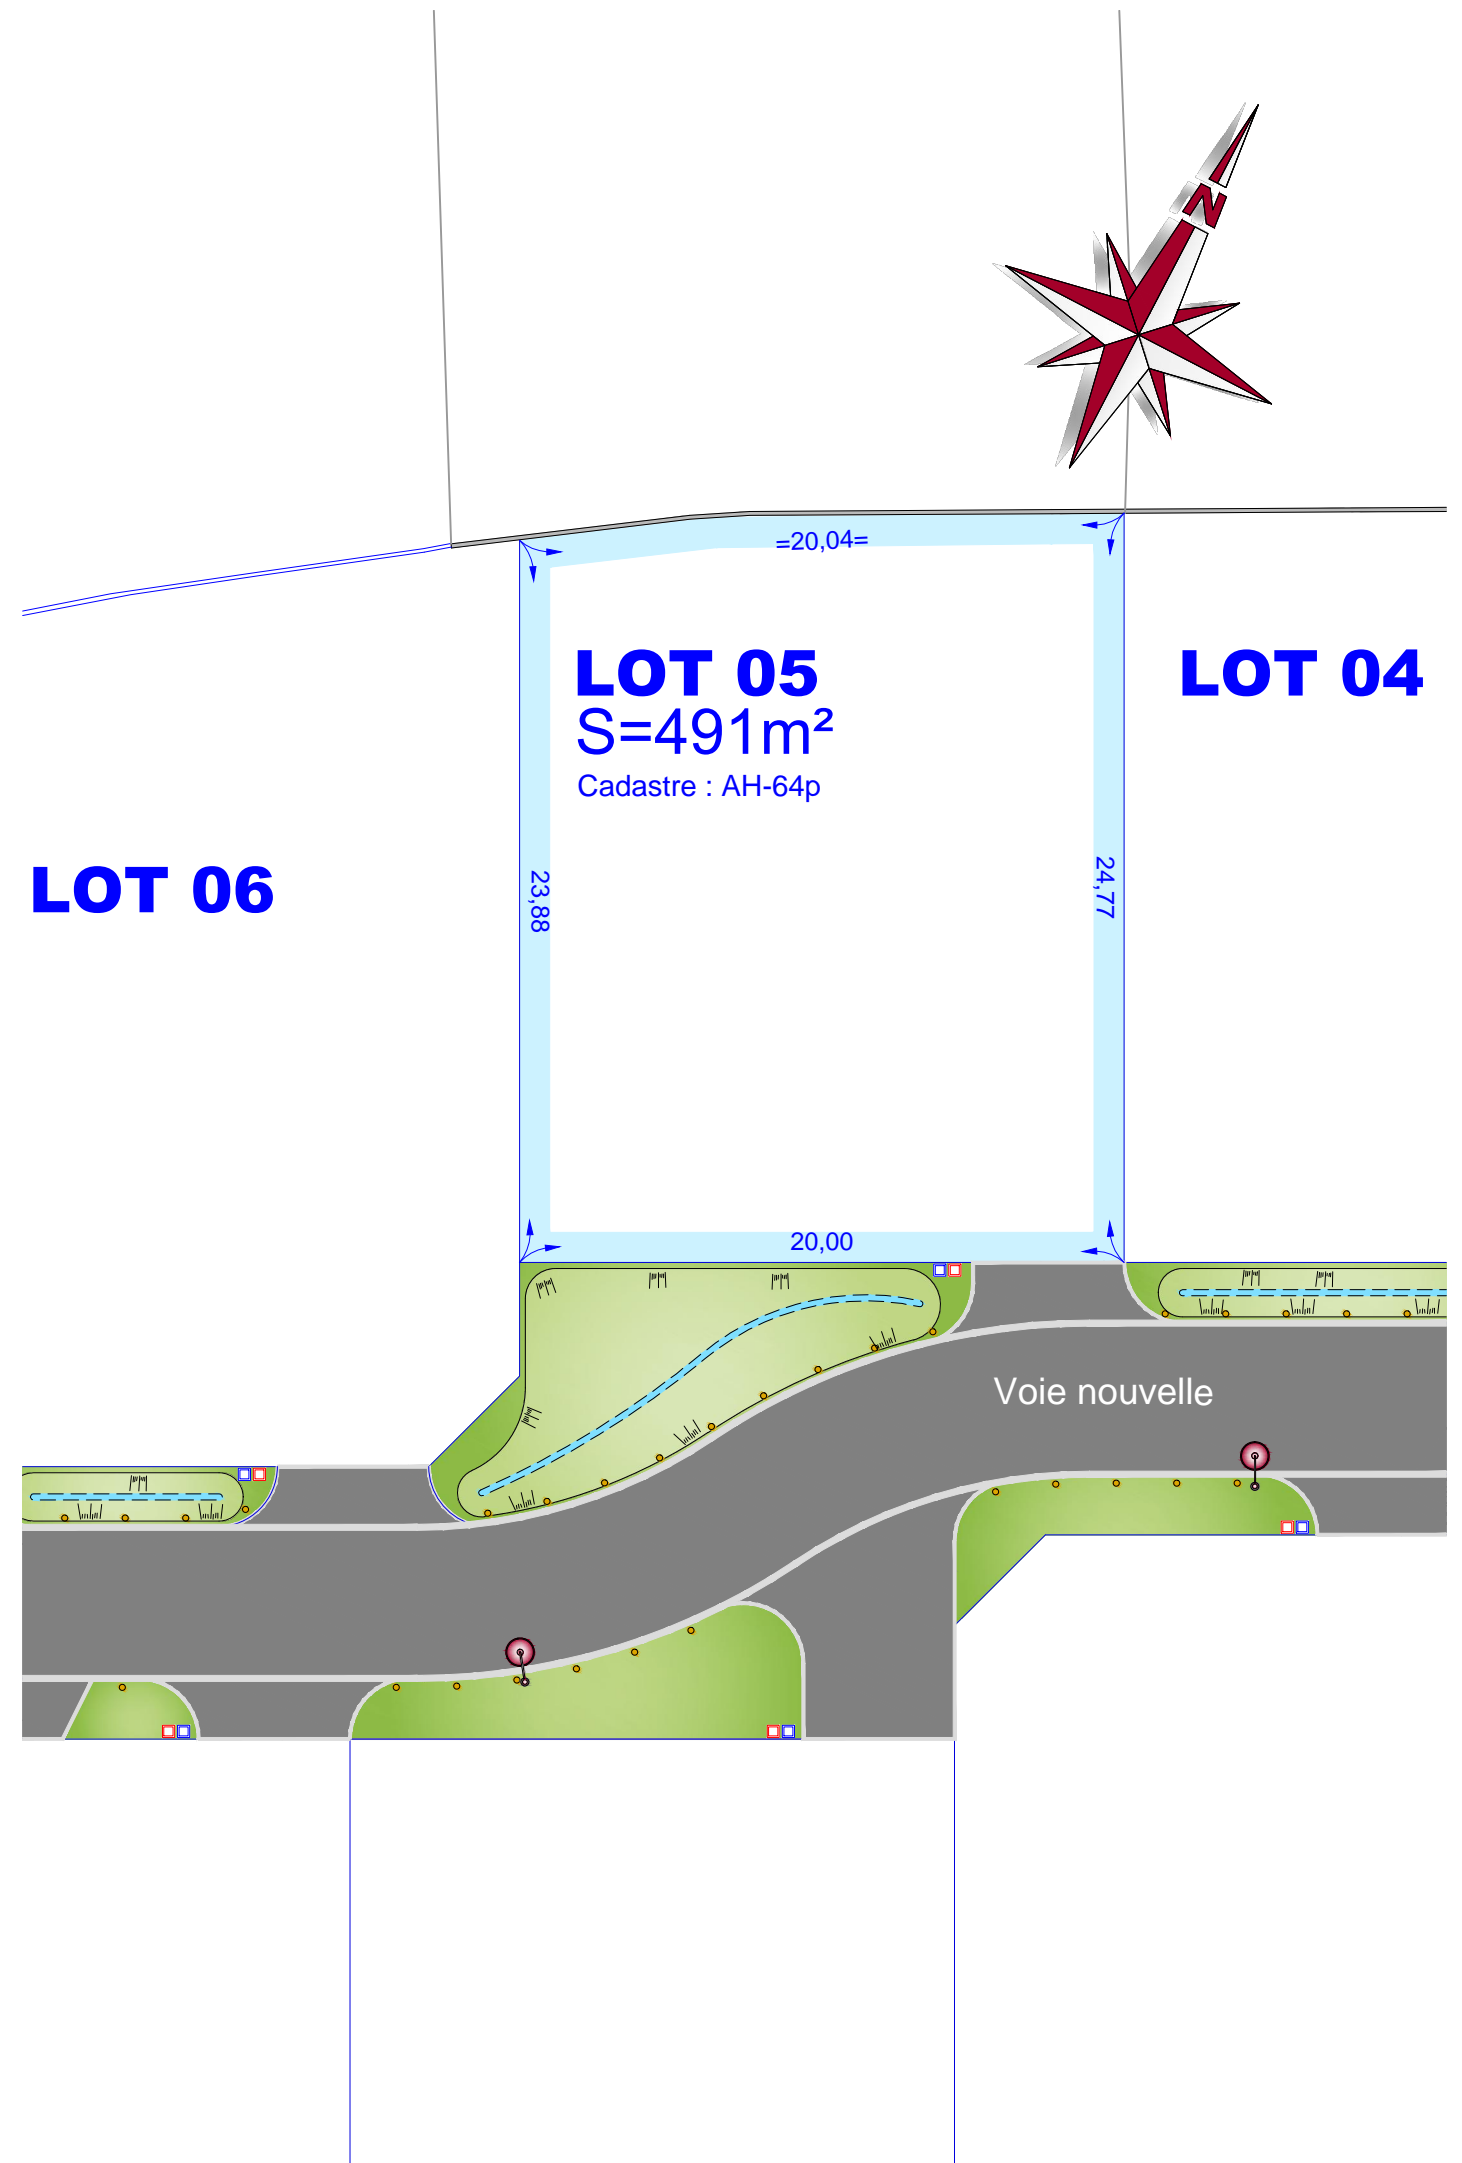 N
=20,04=
LOT 05
S=491m²
Cadastre : AH-64p
LOT 04
LOT 06
23,88
24,77
20,00
Voie nouvelle